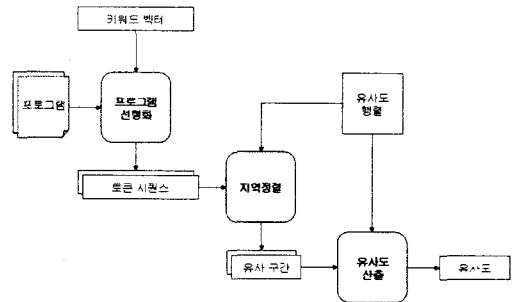 키워드 벡터
프로그램
프로그램
선형화
유사도
행렬
토큰 시퀀스
지역정렬
유사 구간
유사도
산출
유사도